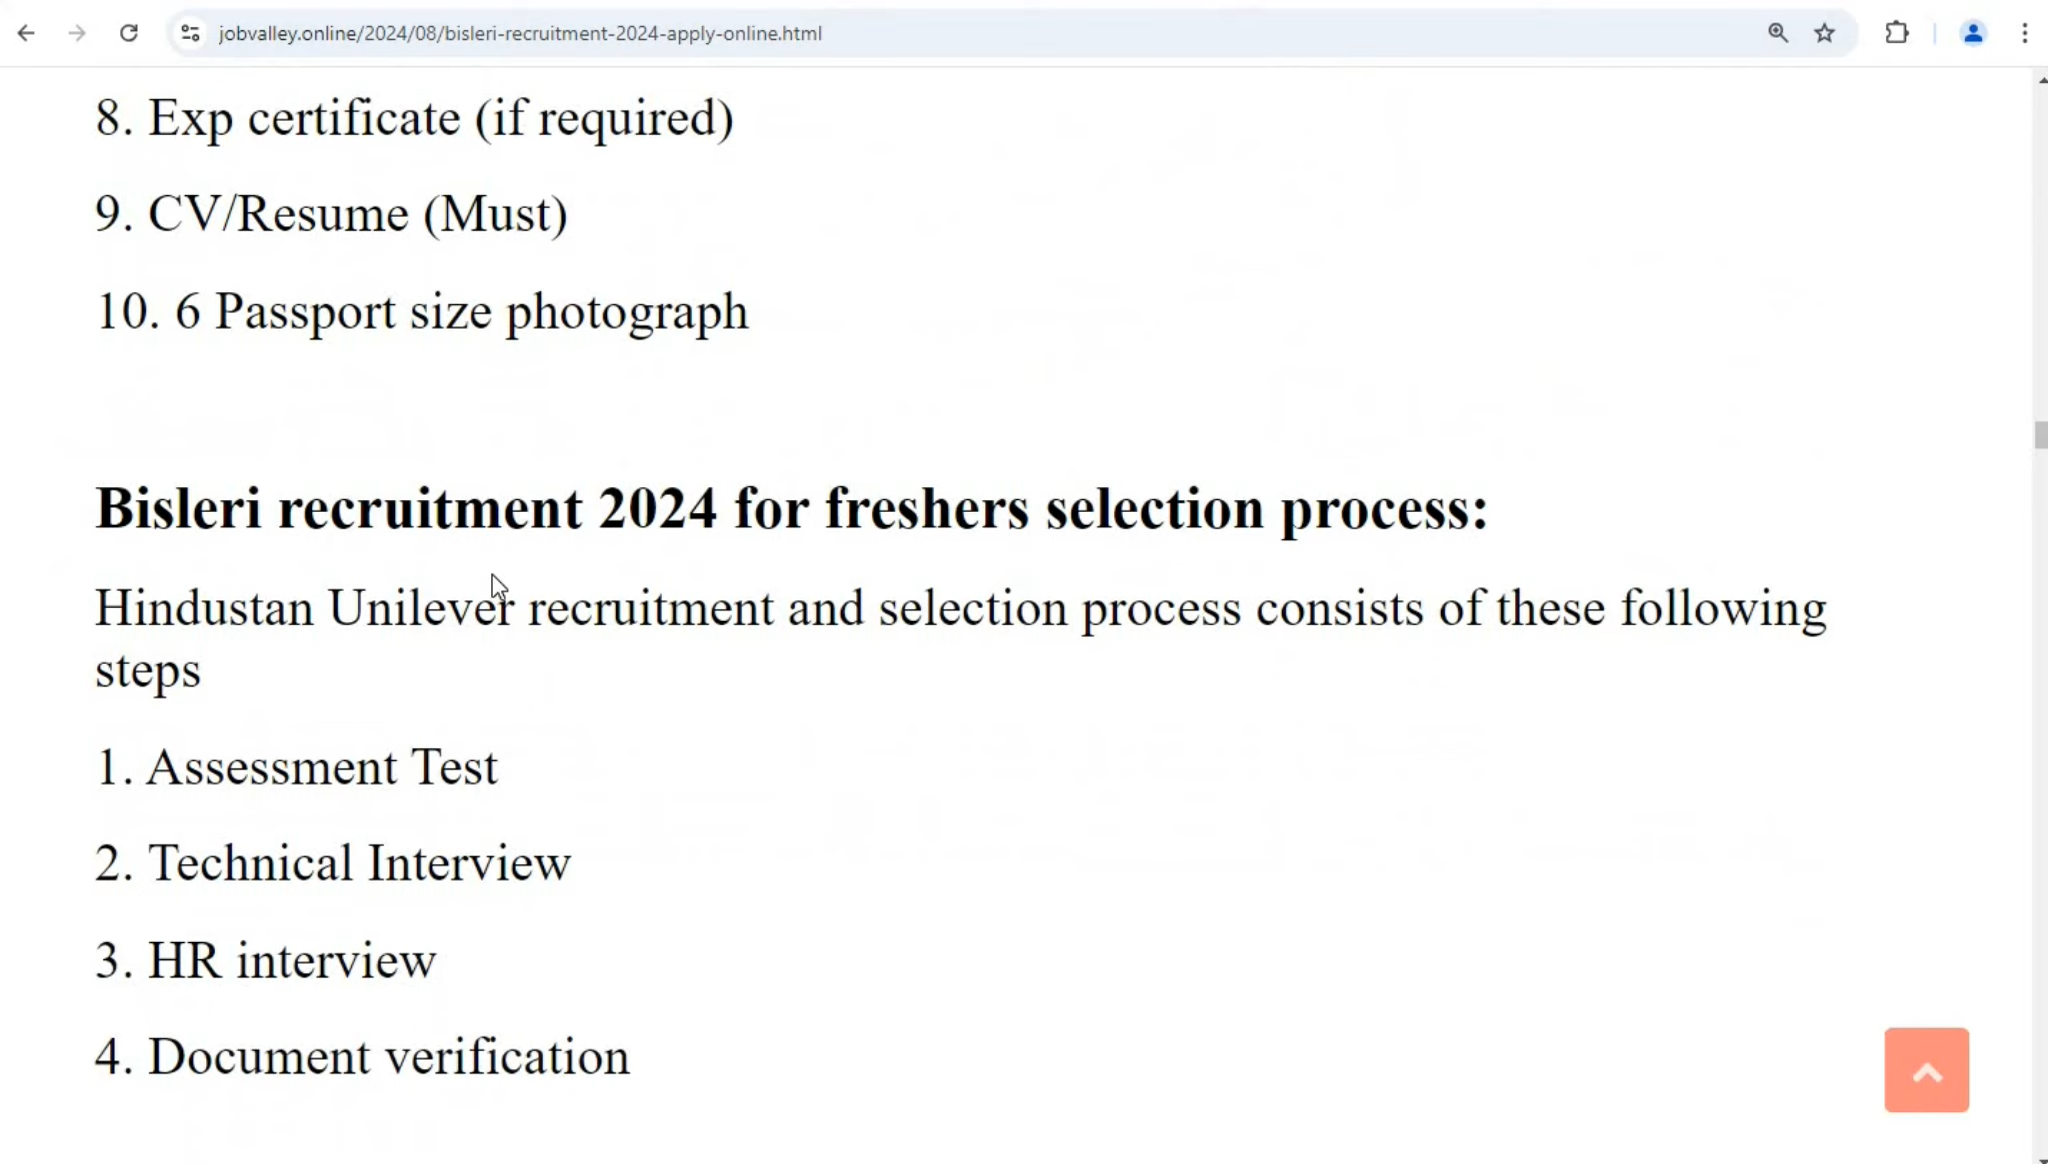 jobvalley.online/2024/08/bisleri-recruitment-2024-apply-online.html
8. Exp certificate (if required)
9. CV/Resume (Must)
10. 6 Passport size photograph
Bisleri recruitment 2024 for freshers selection process:
Hindustan Unilever recruitment and selection process consists of these following
steps
1. Assessment Test
2. Technical Interview
3. HR interview
4. Document verification